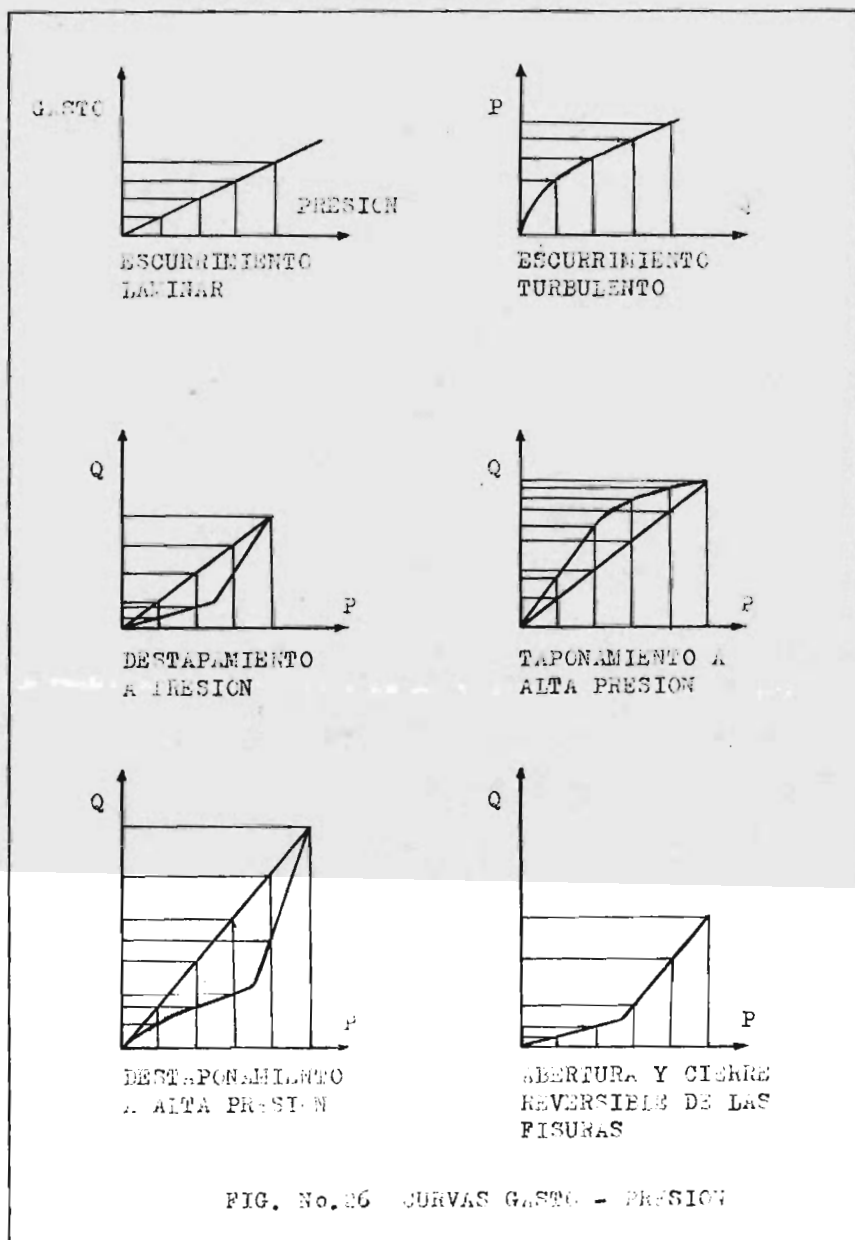 GASTO
PRESION
ESCURRIMIENTO
LAMINAR
P
ESCURRIMIENTO
TURBULENTO
Q
P
DESTAPAMIENTO
A PRESION
Q
P
TAPONAMIENTO A
ALTA PRESION
Q
P
DESTAPONAMIENTO
A ALTA PRESION
Q
P
ABERTURA Y CIERRE
REVERSIBLE DE LAS
FISURAS
FIG. No.26 CURVAS GASTO - PRESION